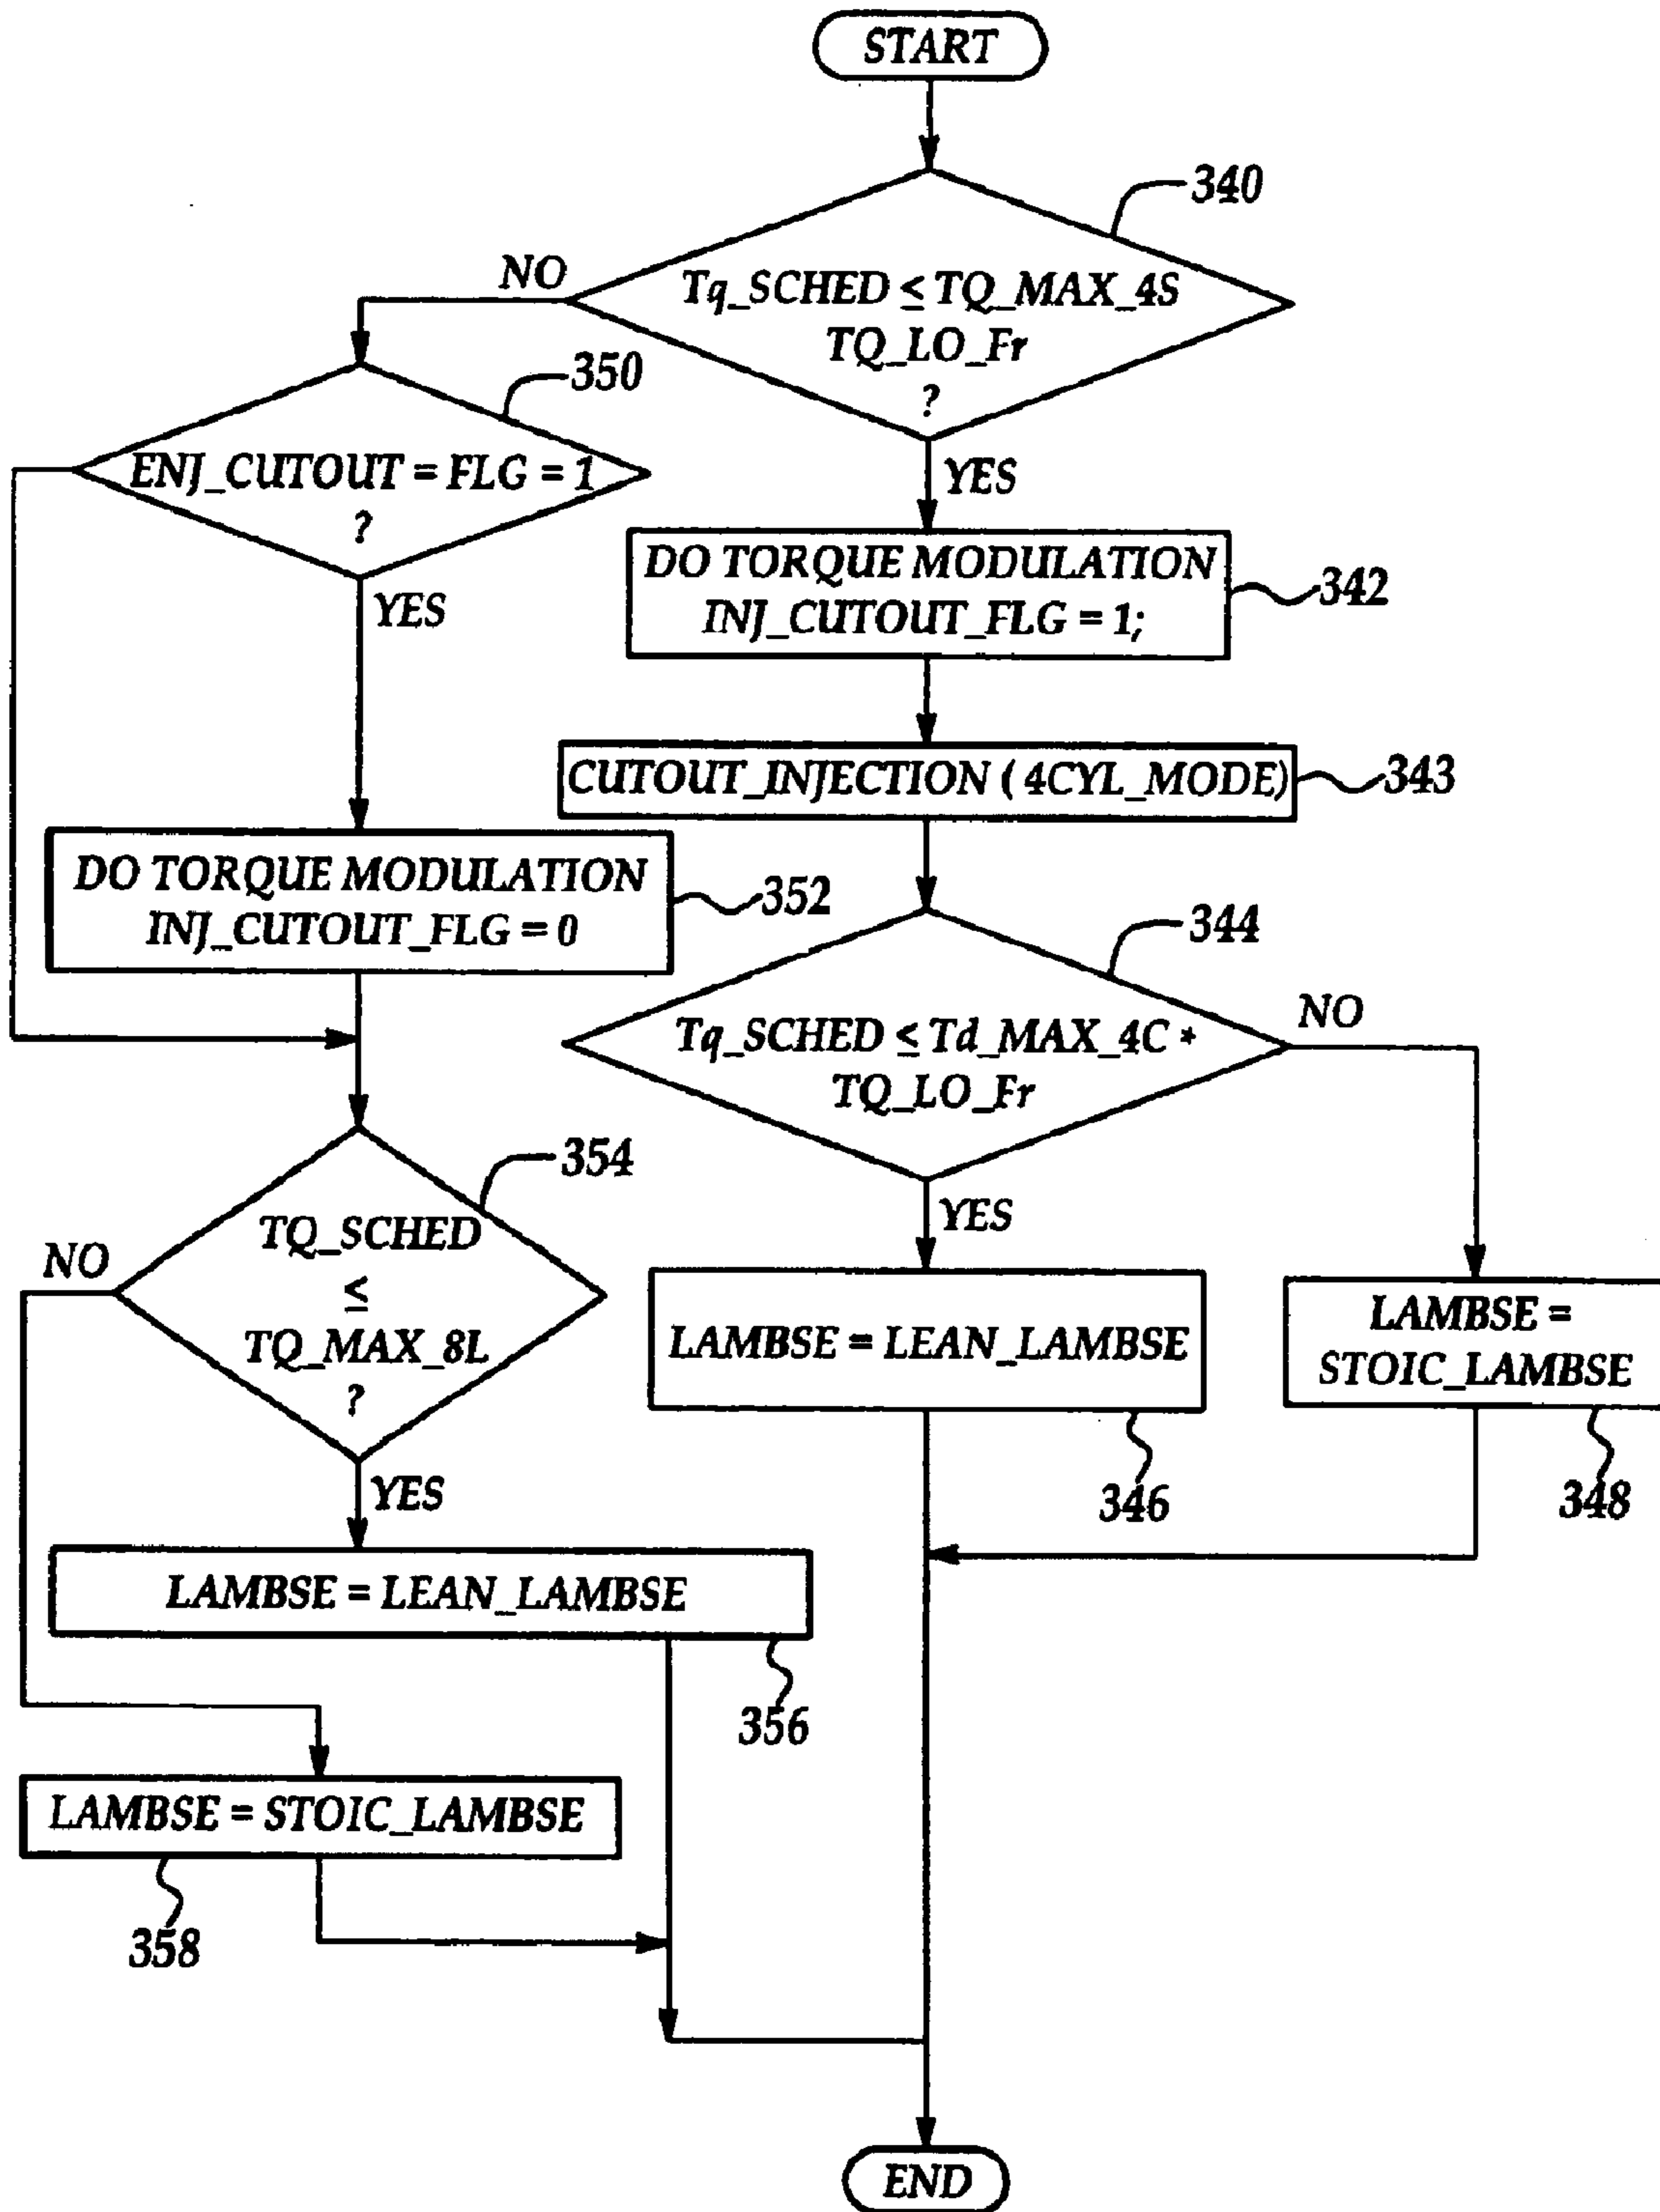 START
340
Tq_SCHED ≤ TQ_MAX_4S
TQ_LO_Fr
?
NO
YES
350
ENJ_CUTOUT = FLG = 1
?
YES
DO TORQUE MODULATION
INJ_CUTOUT_FLG = 1;
342
CUTOUT_INJECTION ( 4CYL_MODE)
343
DO TORQUE MODULATION
INJ_CUTOUT_FLG = 0
352
344
Tq_SCHED ≤ Td_MAX_4C *
TQ_LO_Fr
NO
YES
354
TQ_SCHED
≤
TQ_MAX_8L
?
NO
YES
LAMBSE = LEAN_LAMBSE
346
LAMBSE =
STOIC_LAMBSE
348
LAMBSE = LEAN_LAMBSE
356
LAMBSE = STOIC_LAMBSE
358
END